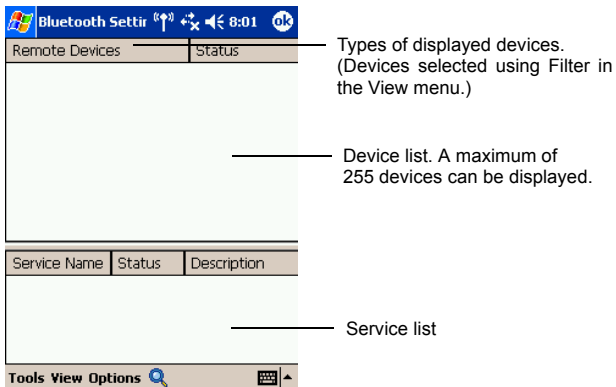 Bluetooth Settir 8:01 ok
Remote Devices Status
Types of displayed devices.
(Devices selected using Filter in
the View menu.)
Device list. A maximum of
255 devices can be displayed.
Service Name Status Description
Service list
Tools View Options